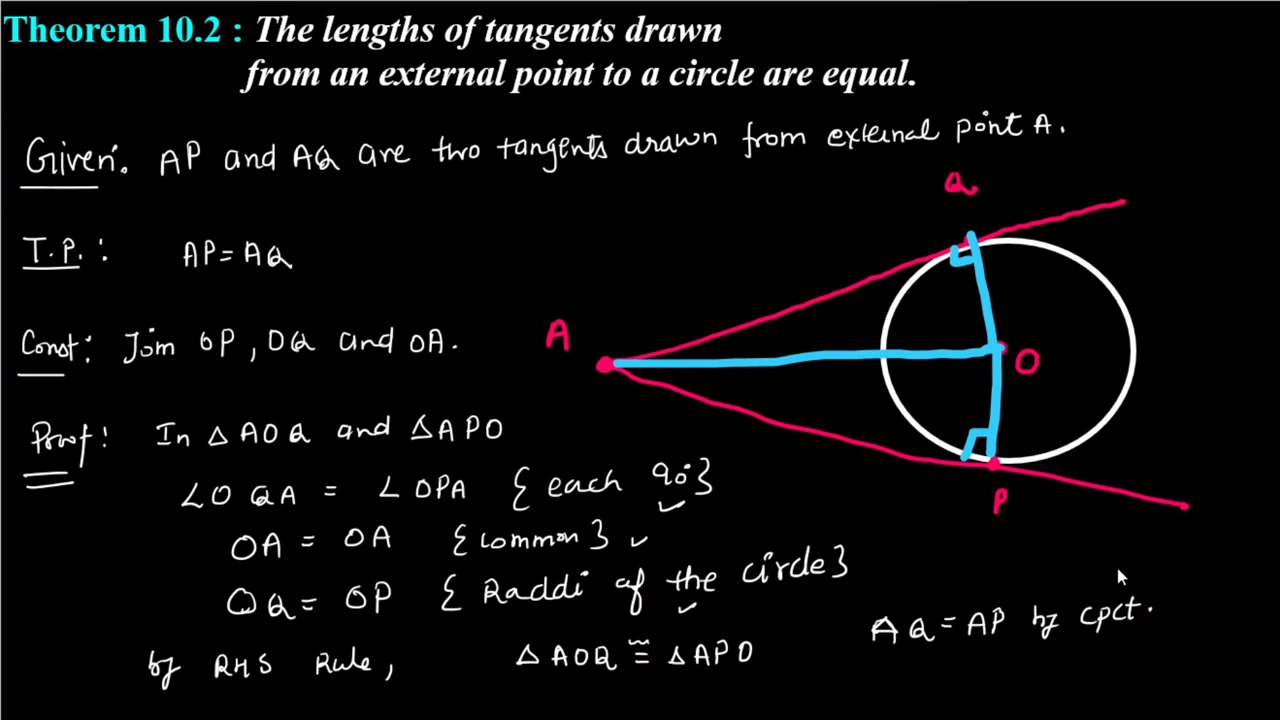 Theorem 10.2 : The lengths of tangents drawn
from an external point to a circle are equal.
Given: AP and AQ are two tangents drawn from external point A.
T.P.: AP = AQ
Const: Join OP, OQ and OA.
Proof: In △AOQ and △APO
∠OQA = ∠OPA {each 90°}
OA = OA {common}
OQ = OP {Raddi of the circle}
by RHS Rule, △AOQ ≅ △APO
AQ = AP by cpct.
Q
A
O
P